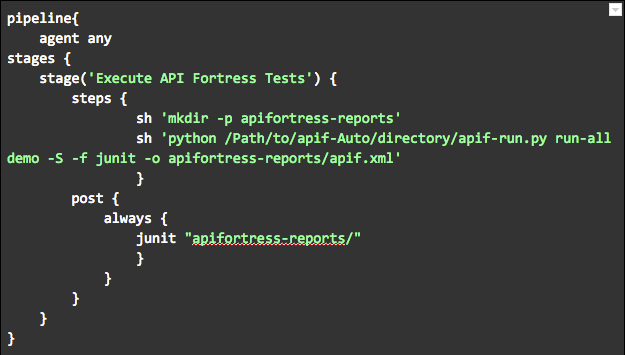 pipeline{
    agent any
stages {
    stage('Execute API Fortress Tests') {
        steps {
                sh 'mkdir -p apifortress-reports'
                sh 'python /Path/to/apif-Auto/directory/apif-run.py run-all
demo -S -f junit -o apifortress-reports/apif.xml'
                }
        post {
            always {
                junit "apifortress-reports/"
                }
            }
        }
    }
}